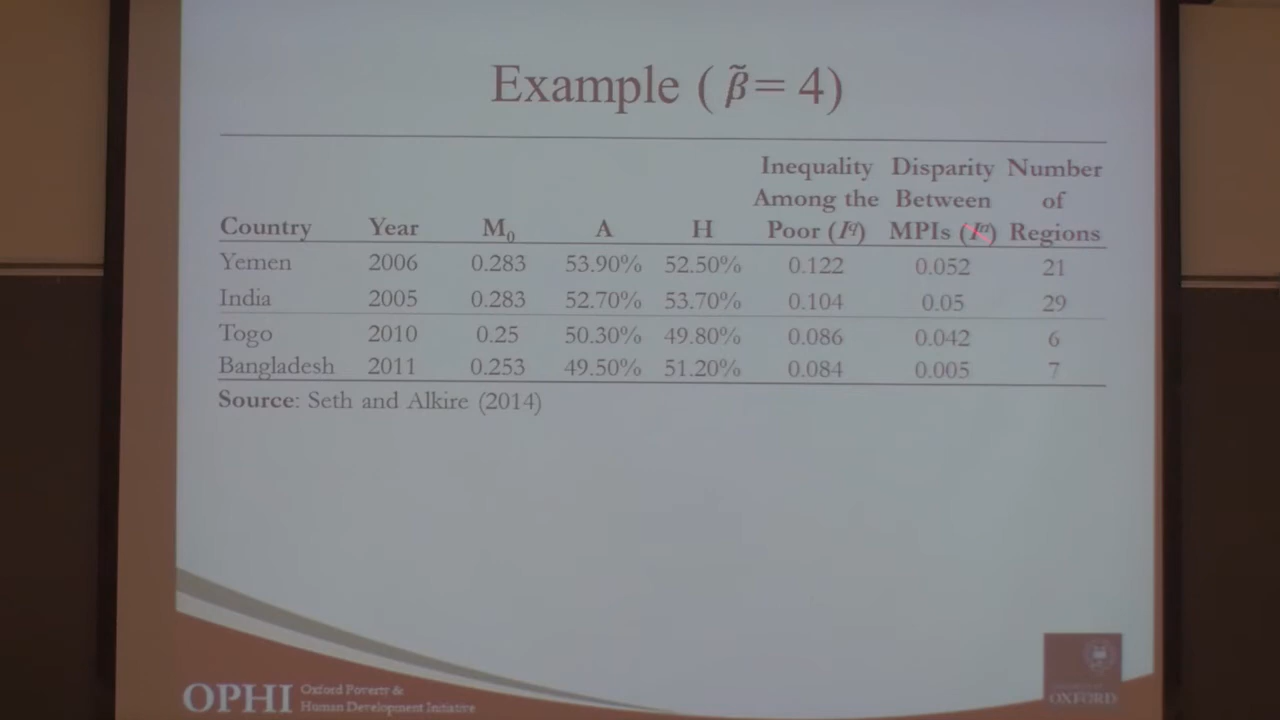 Example ( β̃ = 4)
Inequality Disparity Number
Among the Between of
Country Year M₀ A H Poor (I^q) MPIs (I^σ) Regions
Yemen 2006 0.283 53.90% 52.50% 0.122 0.052 21
India 2005 0.283 52.70% 53.70% 0.104 0.05 29
Togo 2010 0.25 50.30% 49.80% 0.086 0.042 6
Bangladesh 2011 0.253 49.50% 51.20% 0.084 0.005 7
Source: Seth and Alkire (2014)
OPHI
Oxford Poverty &
Human Development Initiative
OXFORD